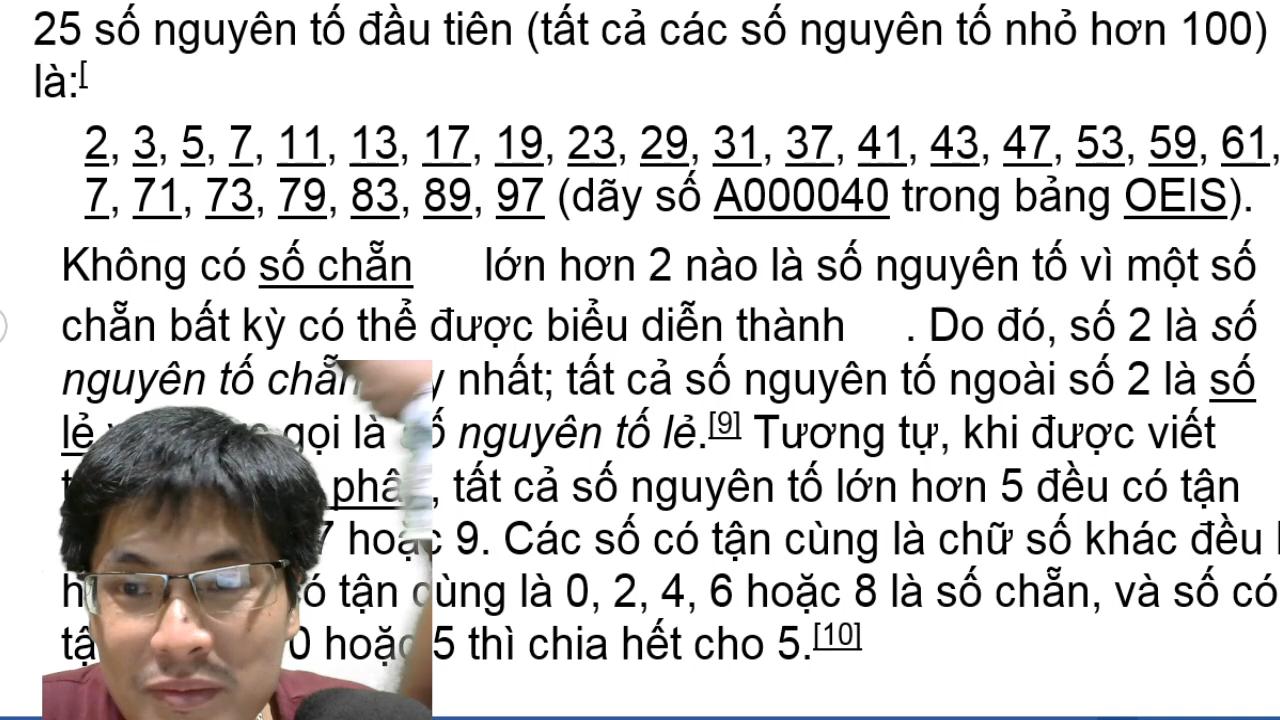 25 số nguyên tố đầu tiên (tất cả các số nguyên tố nhỏ hơn 100)
là:[
2, 3, 5, 7, 11, 13, 17, 19, 23, 29, 31, 37, 41, 43, 47, 53, 59, 61,
7, 71, 73, 79, 83, 89, 97 (dãy số A000040 trong bảng OEIS).
Không có số chẵn lớn hơn 2 nào là số nguyên tố vì một số
chẵn bất kỳ có thể được biểu diễn thành . Do đó, số 2 là số
nguyên tố chẵn nhất; tất cả số nguyên tố ngoài số 2 là số
lẻ gọi là số nguyên tố lẻ.[9] Tương tự, khi được viết
phân, tất cả số nguyên tố lớn hơn 5 đều có tận
7 hoặc 9. Các số có tận cùng là chữ số khác đều
có tận cùng là 0, 2, 4, 6 hoặc 8 là số chẵn, và số có
0 hoặc 5 thì chia hết cho 5.[10]